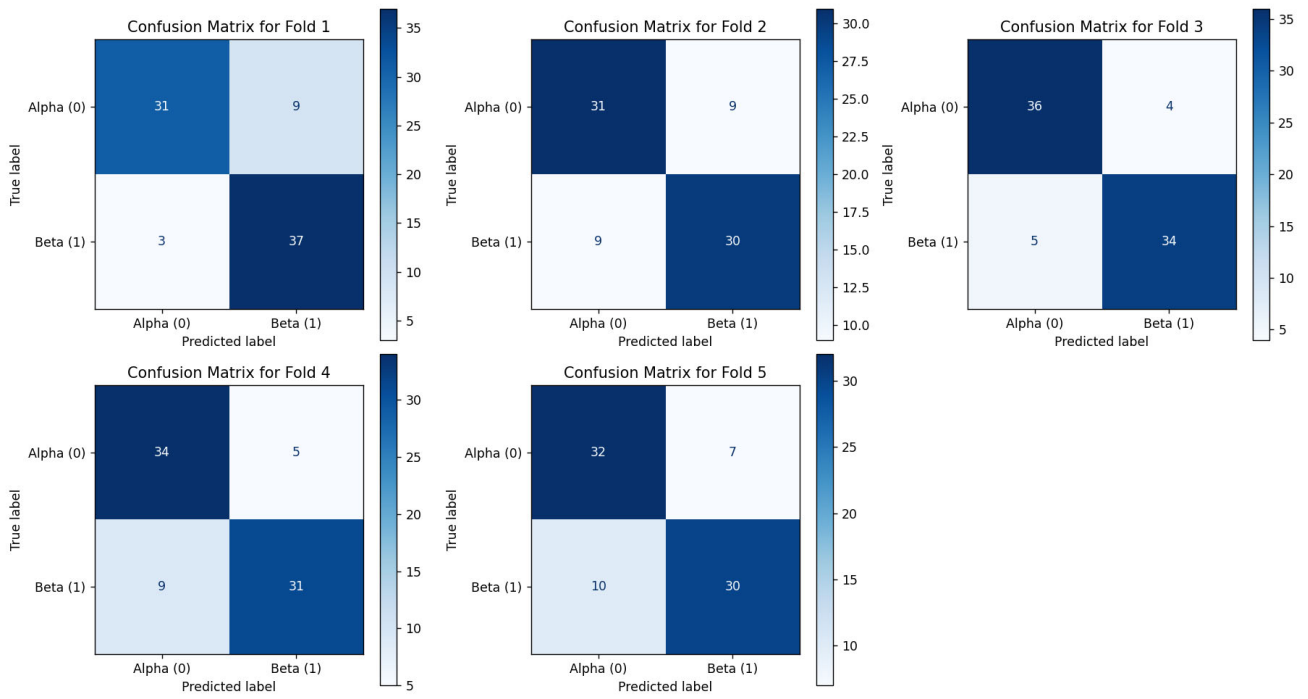 Confusion Matrix for Fold 1
35
30
25
20
15
10
5
Alpha (0)
Beta (1)
True label
31 9
3 37
Alpha (0) Beta (1)
Predicted label
Confusion Matrix for Fold 2
30.0
27.5
25.0
22.5
20.0
17.5
15.0
12.5
10.0
Alpha (0)
Beta (1)
True label
31 9
9 30
Alpha (0) Beta (1)
Predicted label
Confusion Matrix for Fold 3
35
30
25
20
15
10
5
Alpha (0)
Beta (1)
True label
36 4
5 34
Alpha (0) Beta (1)
Predicted label
Confusion Matrix for Fold 4
30
25
20
15
10
5
Alpha (0)
Beta (1)
True label
34 5
9 31
Alpha (0) Beta (1)
Predicted label
Confusion Matrix for Fold 5
30
25
20
15
10
Alpha (0)
Beta (1)
True label
32 7
10 30
Alpha (0) Beta (1)
Predicted label